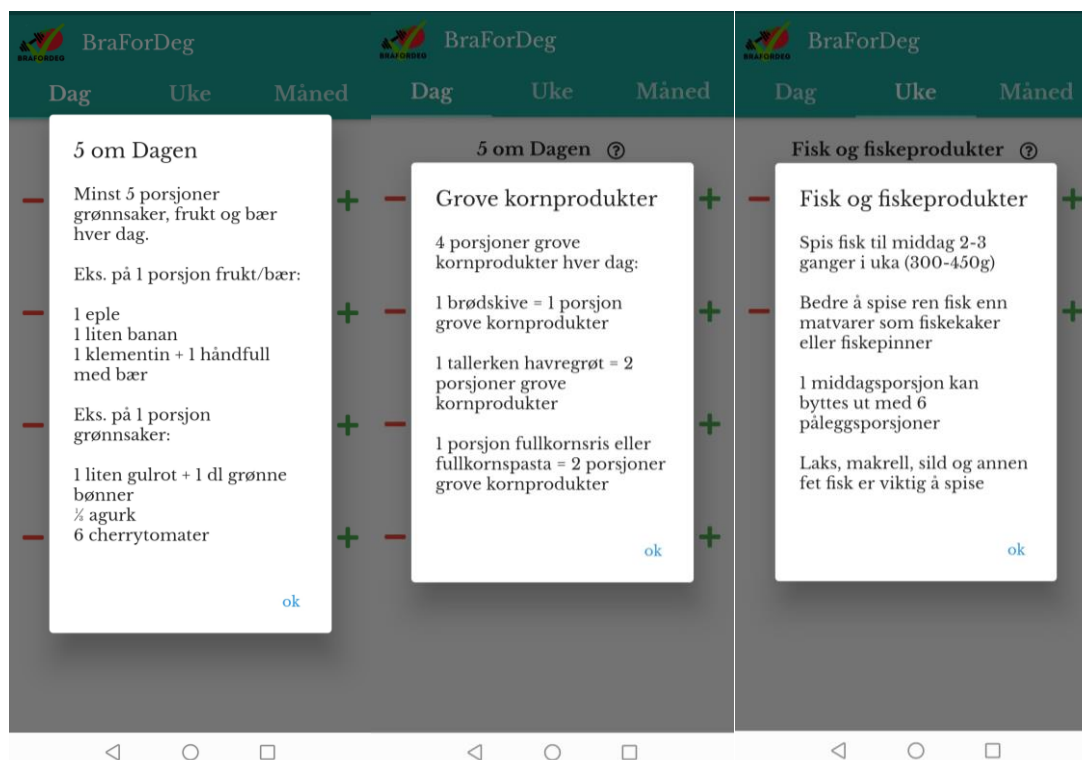 BRAFORDEG
BraForDeg
Dag Uke Måned
5 om Dagen
Minst 5 porsjoner
grønnsaker, frukt og bær
hver dag.
Eks. på 1 porsjon frukt/bær:
1 eple
1 liten banan
1 klementin + 1 håndfull
med bær
Eks. på 1 porsjon
grønnsaker:
1 liten gulrot + 1 dl grønne
bønner
⅓ agurk
6 cherrytomater
ok
BRAFORDEG
BraForDeg
Dag Uke Måned
5 om Dagen ?
Grove kornprodukter
4 porsjoner grove
kornprodukter hver dag:
1 brødskive = 1 porsjon
grove kornprodukter
1 tallerken havregrøt = 2
porsjoner grove
kornprodukter
1 porsjon fullkornsris eller
fullkornspasta = 2 porsjoner
grove kornprodukter
ok
BRAFORDEG
BraForDeg
Dag Uke Måned
Fisk og fiskeprodukter ?
Fisk og fiskeprodukter
Spis fisk til middag 2-3
ganger i uka (300-450g)
Bedre å spise ren fisk enn
matvarer som fiskekaker
eller fiskepinner
1 middagsporsjon kan
byttes ut med 6
påleggsporsjoner
Laks, makrell, sild og annen
fet fisk er viktig å spise
ok